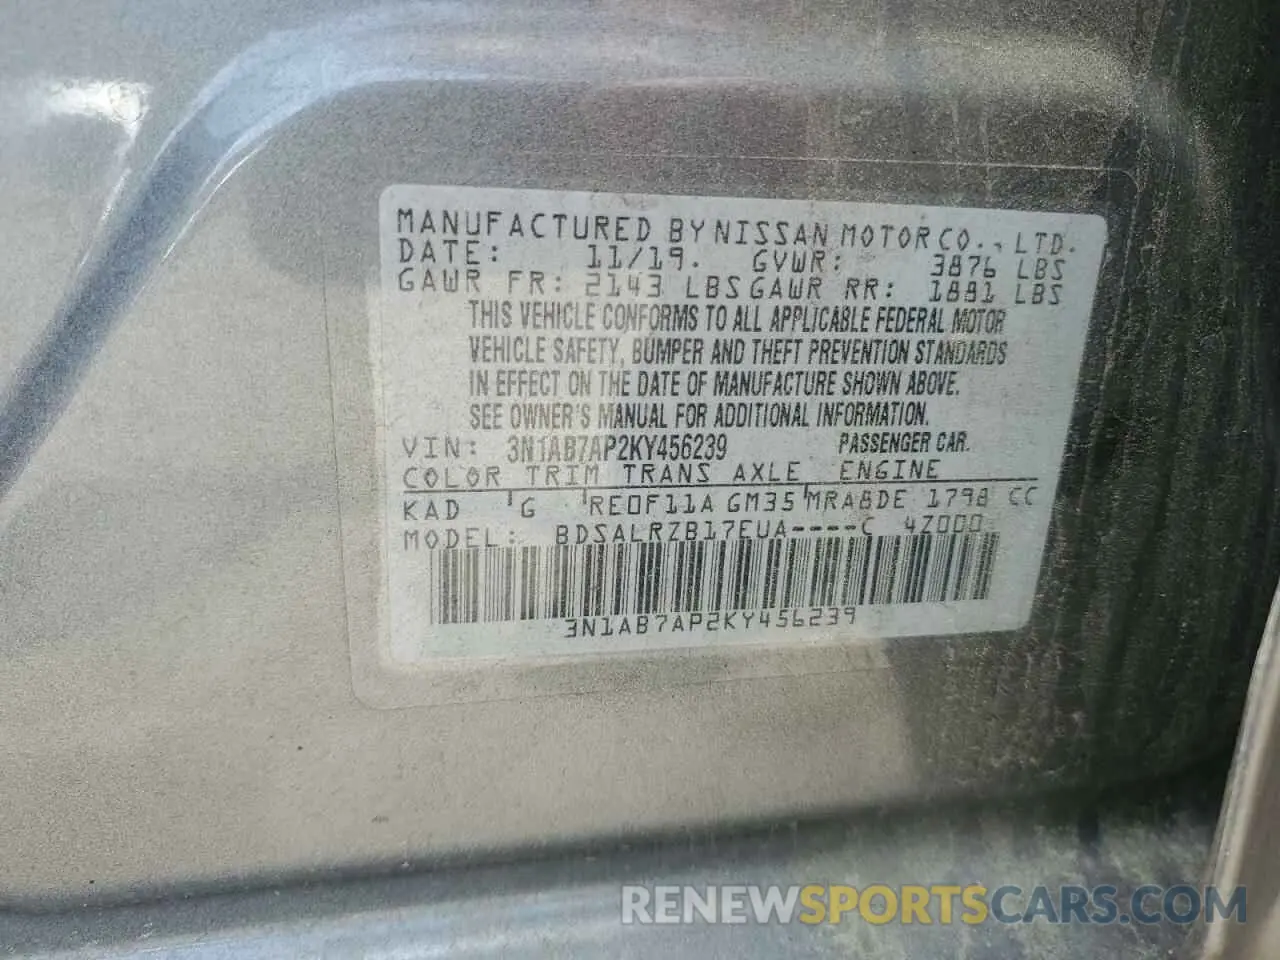 MANUFACTURED BY NISSAN MOTOR CO., LTD.
DATE: 11/19. GVWR: 3876 LBS
GAWR FR: 2143 LBS GAWR RR: 1881 LBS
THIS VEHICLE CONFORMS TO ALL APPLICABLE FEDERAL MOTOR
VEHICLE SAFETY, BUMPER AND THEFT PREVENTION STANDARDS
IN EFFECT ON THE DATE OF MANUFACTURE SHOWN ABOVE.
SEE OWNER'S MANUAL FOR ADDITIONAL INFORMATION.
VIN: 3N1AB7AP2KY456239 PASSENGER CAR.
COLOR TRIM TRANS AXLE ENGINE
KAD G RE0F11A GM35 MRA8DE 1798 CC
MODEL: BDSALRZB17EUA----C 4Z000
3N1AB7AP2KY456239
RENEWSPORTSCARS.COM